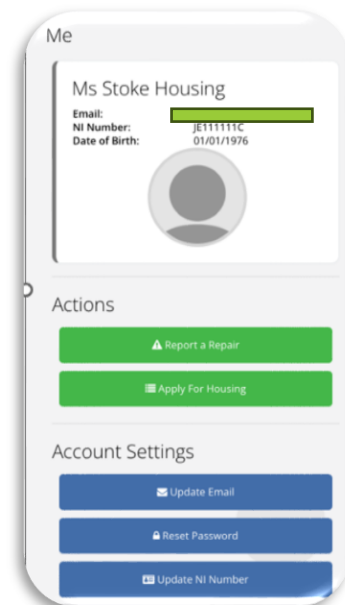 Me
Ms Stoke Housing
Email:
NI Number: JE111111C
Date of Birth: 01/01/1976
Actions
Report a Repair
Apply For Housing
Account Settings
Update Email
Reset Password
Update NI Number